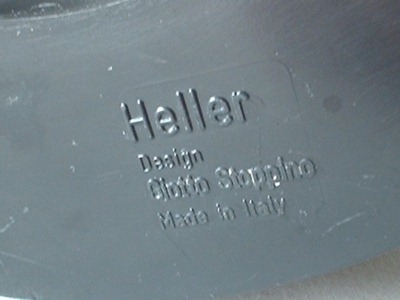 Heller
Design
Giotto Stoppino
Made in Italy